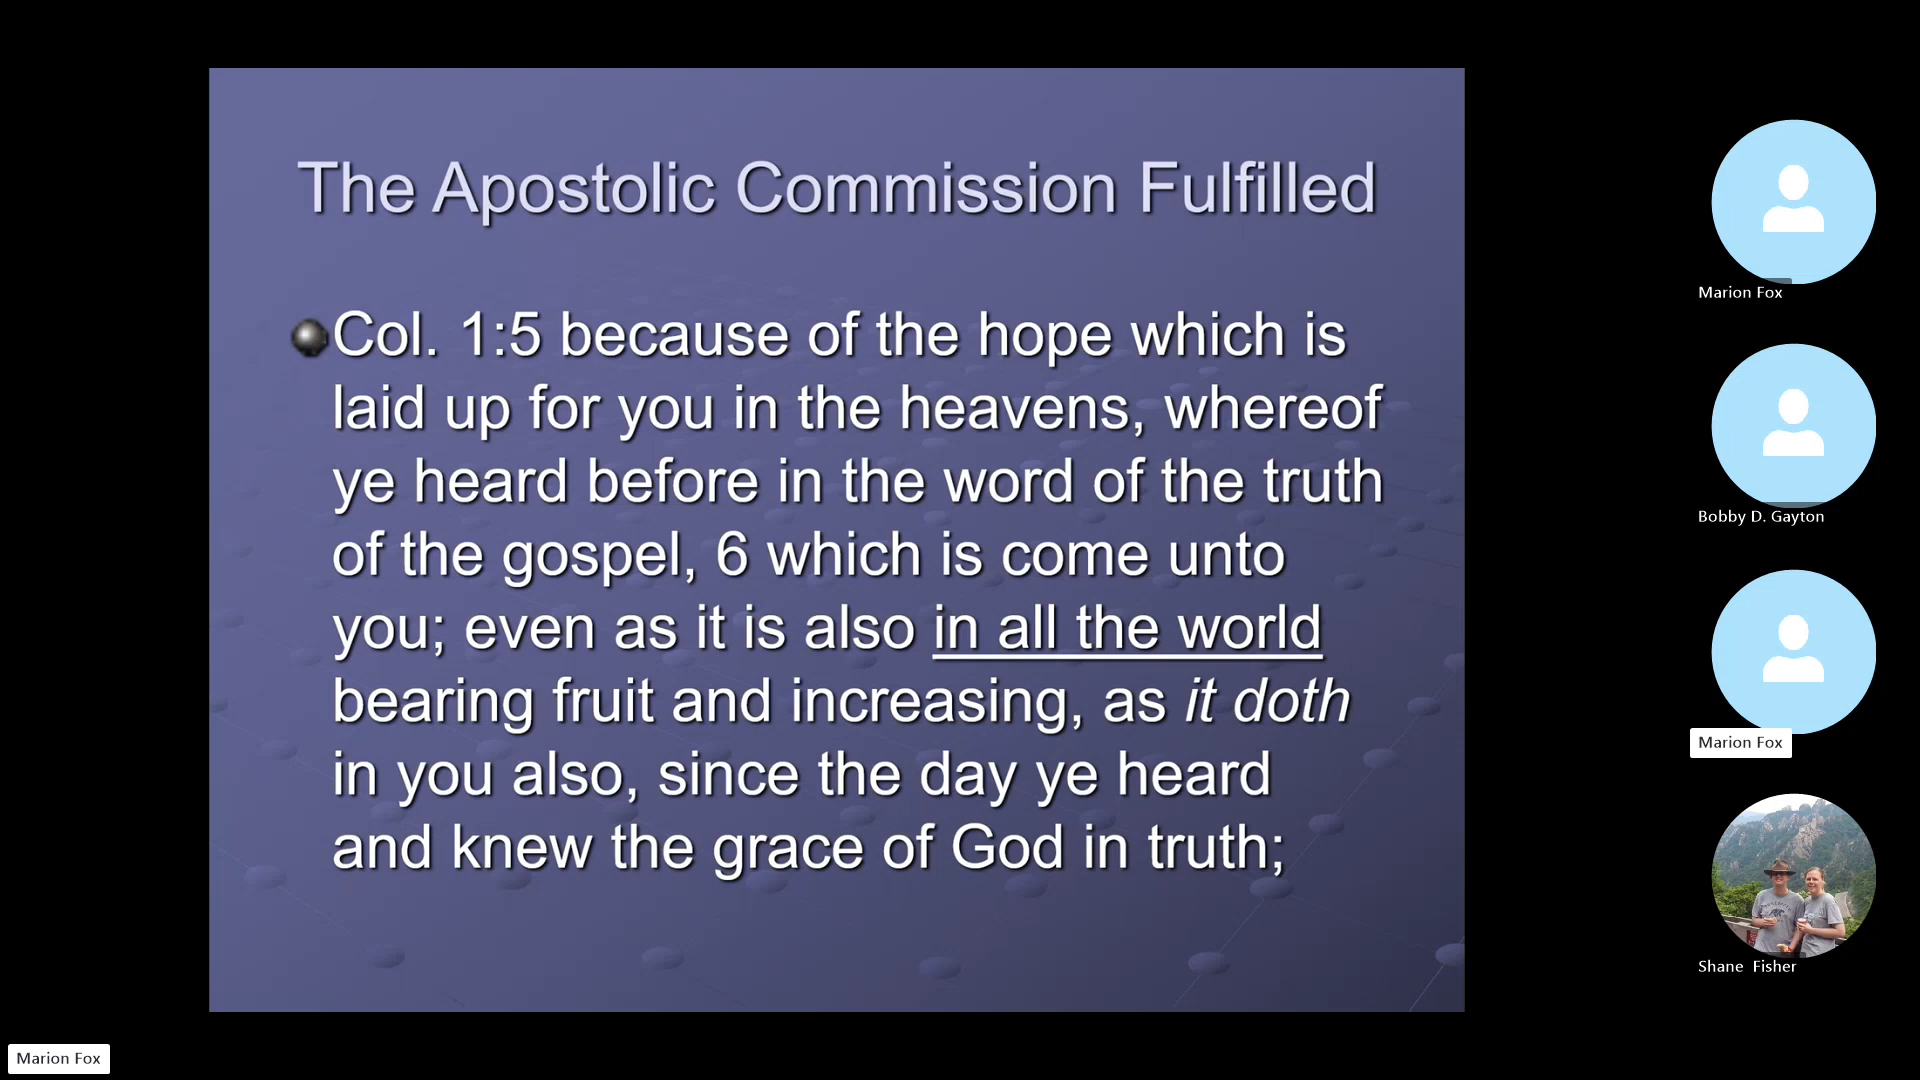 The Apostolic Commission Fulfilled
Col. 1:5 because of the hope which is
laid up for you in the heavens, whereof
ye heard before in the word of the truth
of the gospel, 6 which is come unto
you; even as it is also in all the world
bearing fruit and increasing, as it doth
in you also, since the day ye heard
and knew the grace of God in truth;
Marion Fox
Bobby D. Gayton
Marion Fox
Shane  Fisher
Marion Fox